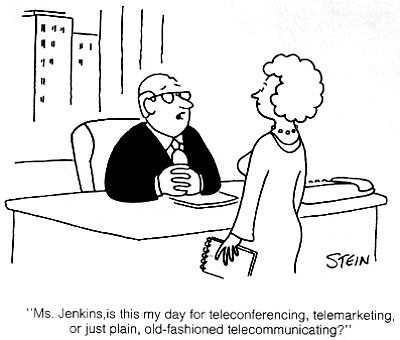 STEIN
"Ms. Jenkins,is this my day for teleconferencing, telemarketing,
or just plain, old-fashioned telecommunicating?"